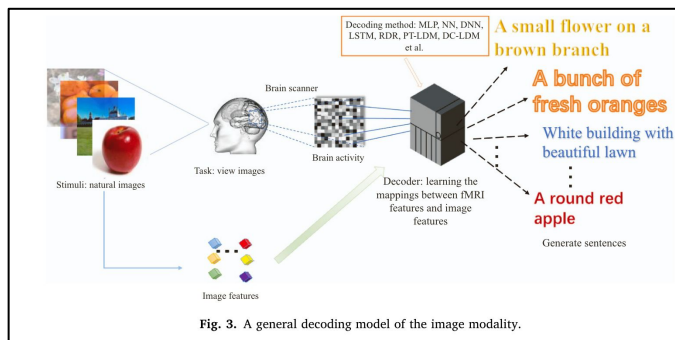 Decoding method: MLP, NN, DNN,
LSTM, RDR, PT-LDM, DC-LDM
et al.
A small flower on a
brown branch
Brain scanner
A bunch of
fresh oranges
White building with
beautiful lawn
Brain activity
Task: view images
Stimuli: natural images
Decoder: learning the
mappings between fMRI
features and image
features
A round red
apple
Generate sentences
Image features
Fig. 3. A general decoding model of the image modality.